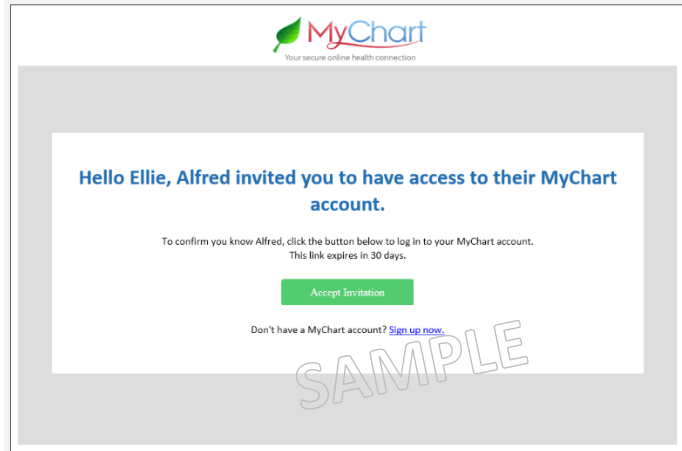 MyChart
Your secure online health connection
Hello Ellie, Alfred invited you to have access to their MyChart
account.
To confirm you know Alfred, click the button below to log in to your MyChart account.
This link expires in 30 days.
Accept Invitation
Don't have a MyChart account? Sign up now.
SAMPLE